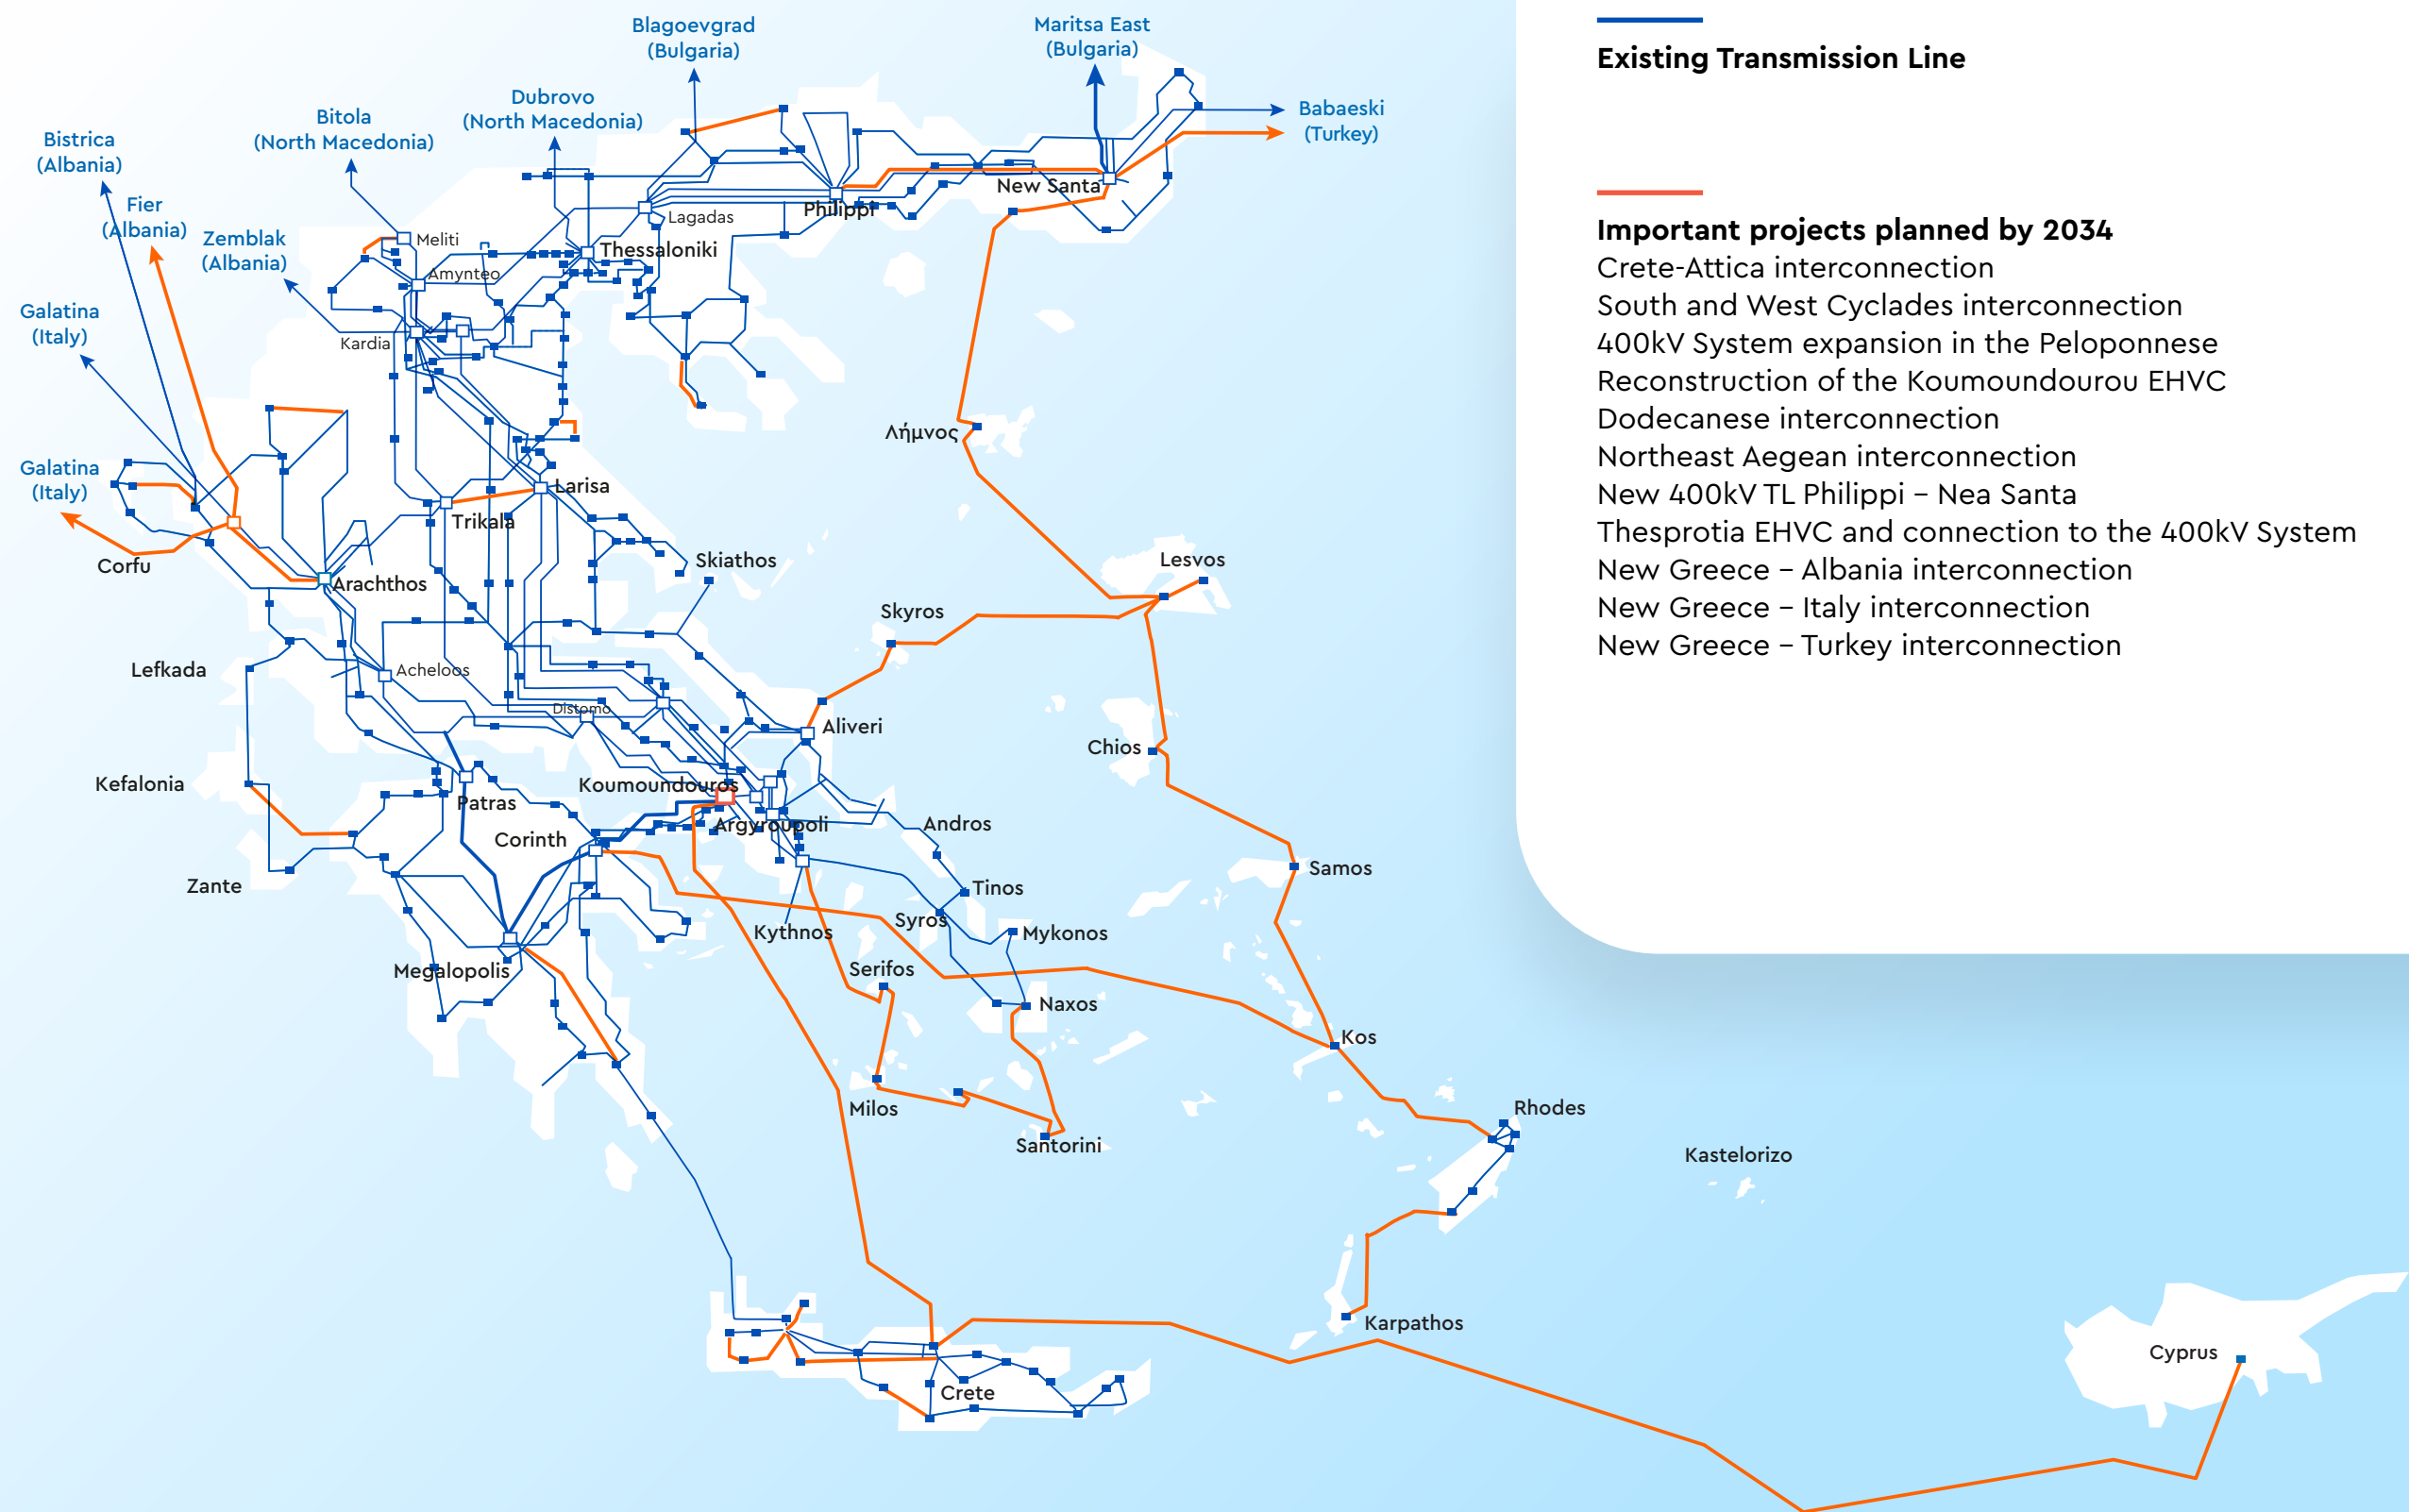 Blagoevgrad
(Bulgaria)
Maritsa East
(Bulgaria)
Dubrovo
(North Macedonia)
Babaeski
(Turkey)
Bitola
(North Macedonia)
Bistrica
(Albania)
Fier
(Albania)
Zemblak
(Albania)
Galatina
(Italy)
Galatina
(Italy)
New Santa
Philippi
Lagadas
Meliti
Thessaloniki
Amynteo
Kardia
Λήμνος
Larisa
Trikala
Corfu
Arachthos
Skiathos
Lesvos
Skyros
Lefkada
Acheloos
Distomo
Aliveri
Chios
Kefalonia
Koumoundouros
Patras
Argyroupoli
Corinth
Andros
Samos
Zante
Tinos
Syros
Kythnos
Mykonos
Megalopolis
Serifos
Naxos
Kos
Milos
Santorini
Rhodes
Kastelorizo
Karpathos
Cyprus
Crete
Existing Transmission Line
Important projects planned by 2034
Crete-Attica interconnection
South and West Cyclades interconnection
400kV System expansion in the Peloponnese
Reconstruction of the Koumoundourou EHVC
Dodecanese interconnection
Northeast Aegean interconnection
New 400kV TL Philippi – Nea Santa
Thesprotia EHVC and connection to the 400kV System
New Greece – Albania interconnection
New Greece – Italy interconnection
New Greece – Turkey interconnection